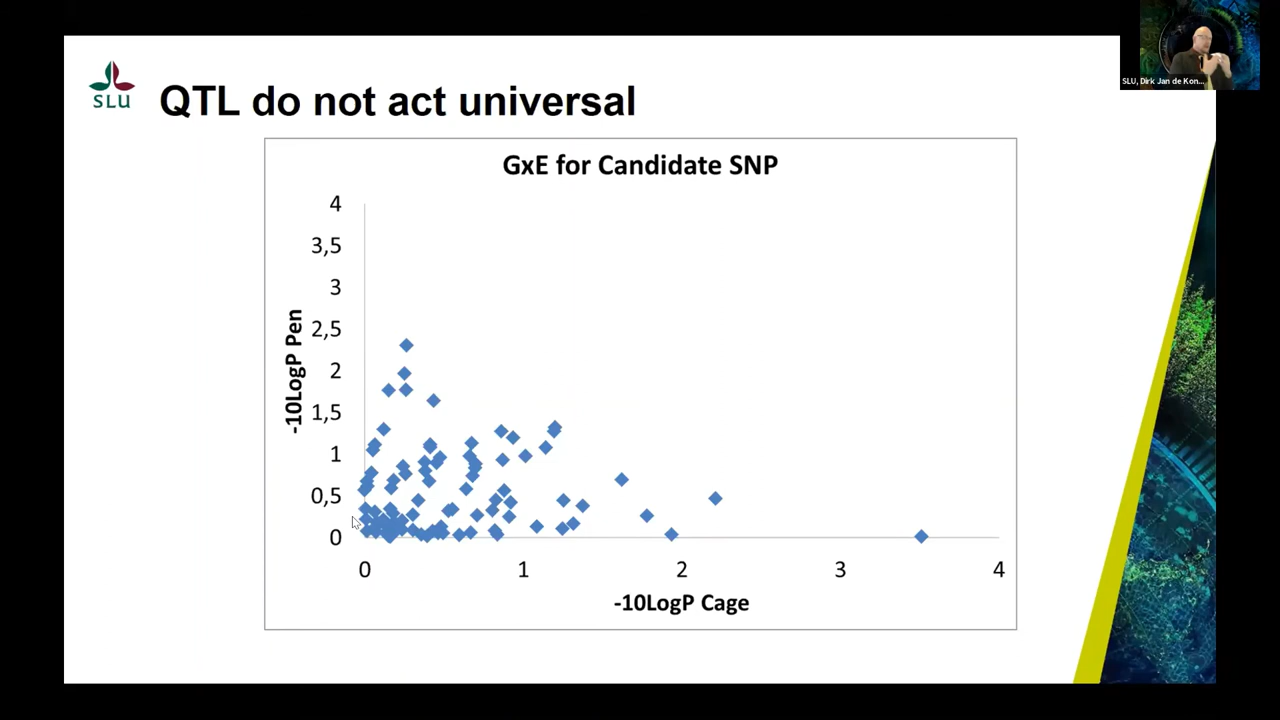 SLU, Dirk Jan de Kon...
SLU
QTL do not act universal
GxE for Candidate SNP
4
3,5
3
2,5
2
1,5
1
0,5
0
-10LogP Pen
0 1 2 3 4
-10LogP Cage